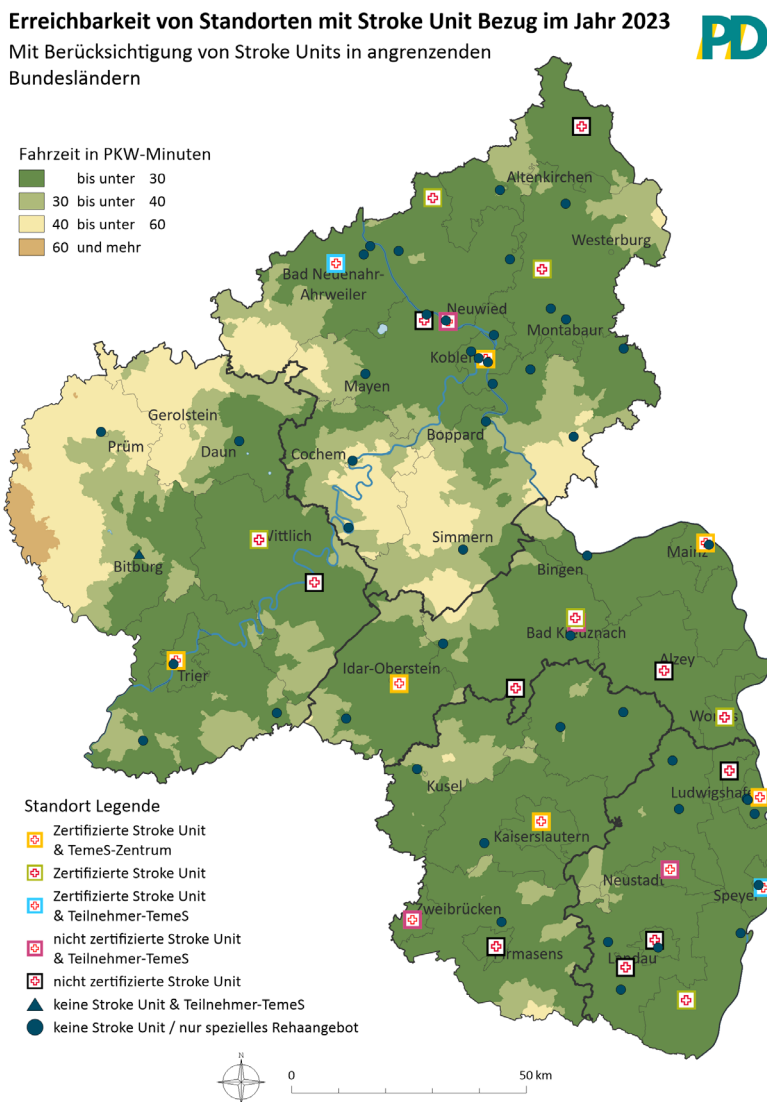 Erreichbarkeit von Standorten mit Stroke Unit Bezug im Jahr 2023
Mit Berücksichtigung von Stroke Units in angrenzenden
Bundesländern
PD
Fahrzeit in PKW-Minuten
bis unter 30
30 bis unter 40
40 bis unter 60
60 und mehr
Altenkirchen
Westerburg
Bad Neuenahr-
Ahrweiler
Neuwied
Montabaur
Koblen
Mayen
Gerolstein
Prüm
Daun
Boppard
Cochem
Wittlich
Simmern
Bitburg
Mainz
Bingen
Bad Kreuznach
Alzey
Idar-Oberstein
Trier
Worms
Kusel
Ludwigshaf
Kaiserslautern
Neustadt
Speyer
Zweibrücken
Pirmasens
Landau
Standort Legende
Zertifizierte Stroke Unit
& TemeS-Zentrum
Zertifizierte Stroke Unit
Zertifizierte Stroke Unit
& Teilnehmer-TemeS
nicht zertifizierte Stroke Unit
& Teilnehmer-TemeS
nicht zertifizierte Stroke Unit
keine Stroke Unit & Teilnehmer-TemeS
keine Stroke Unit / nur spezielles Rehaangebot
N
0 50 km